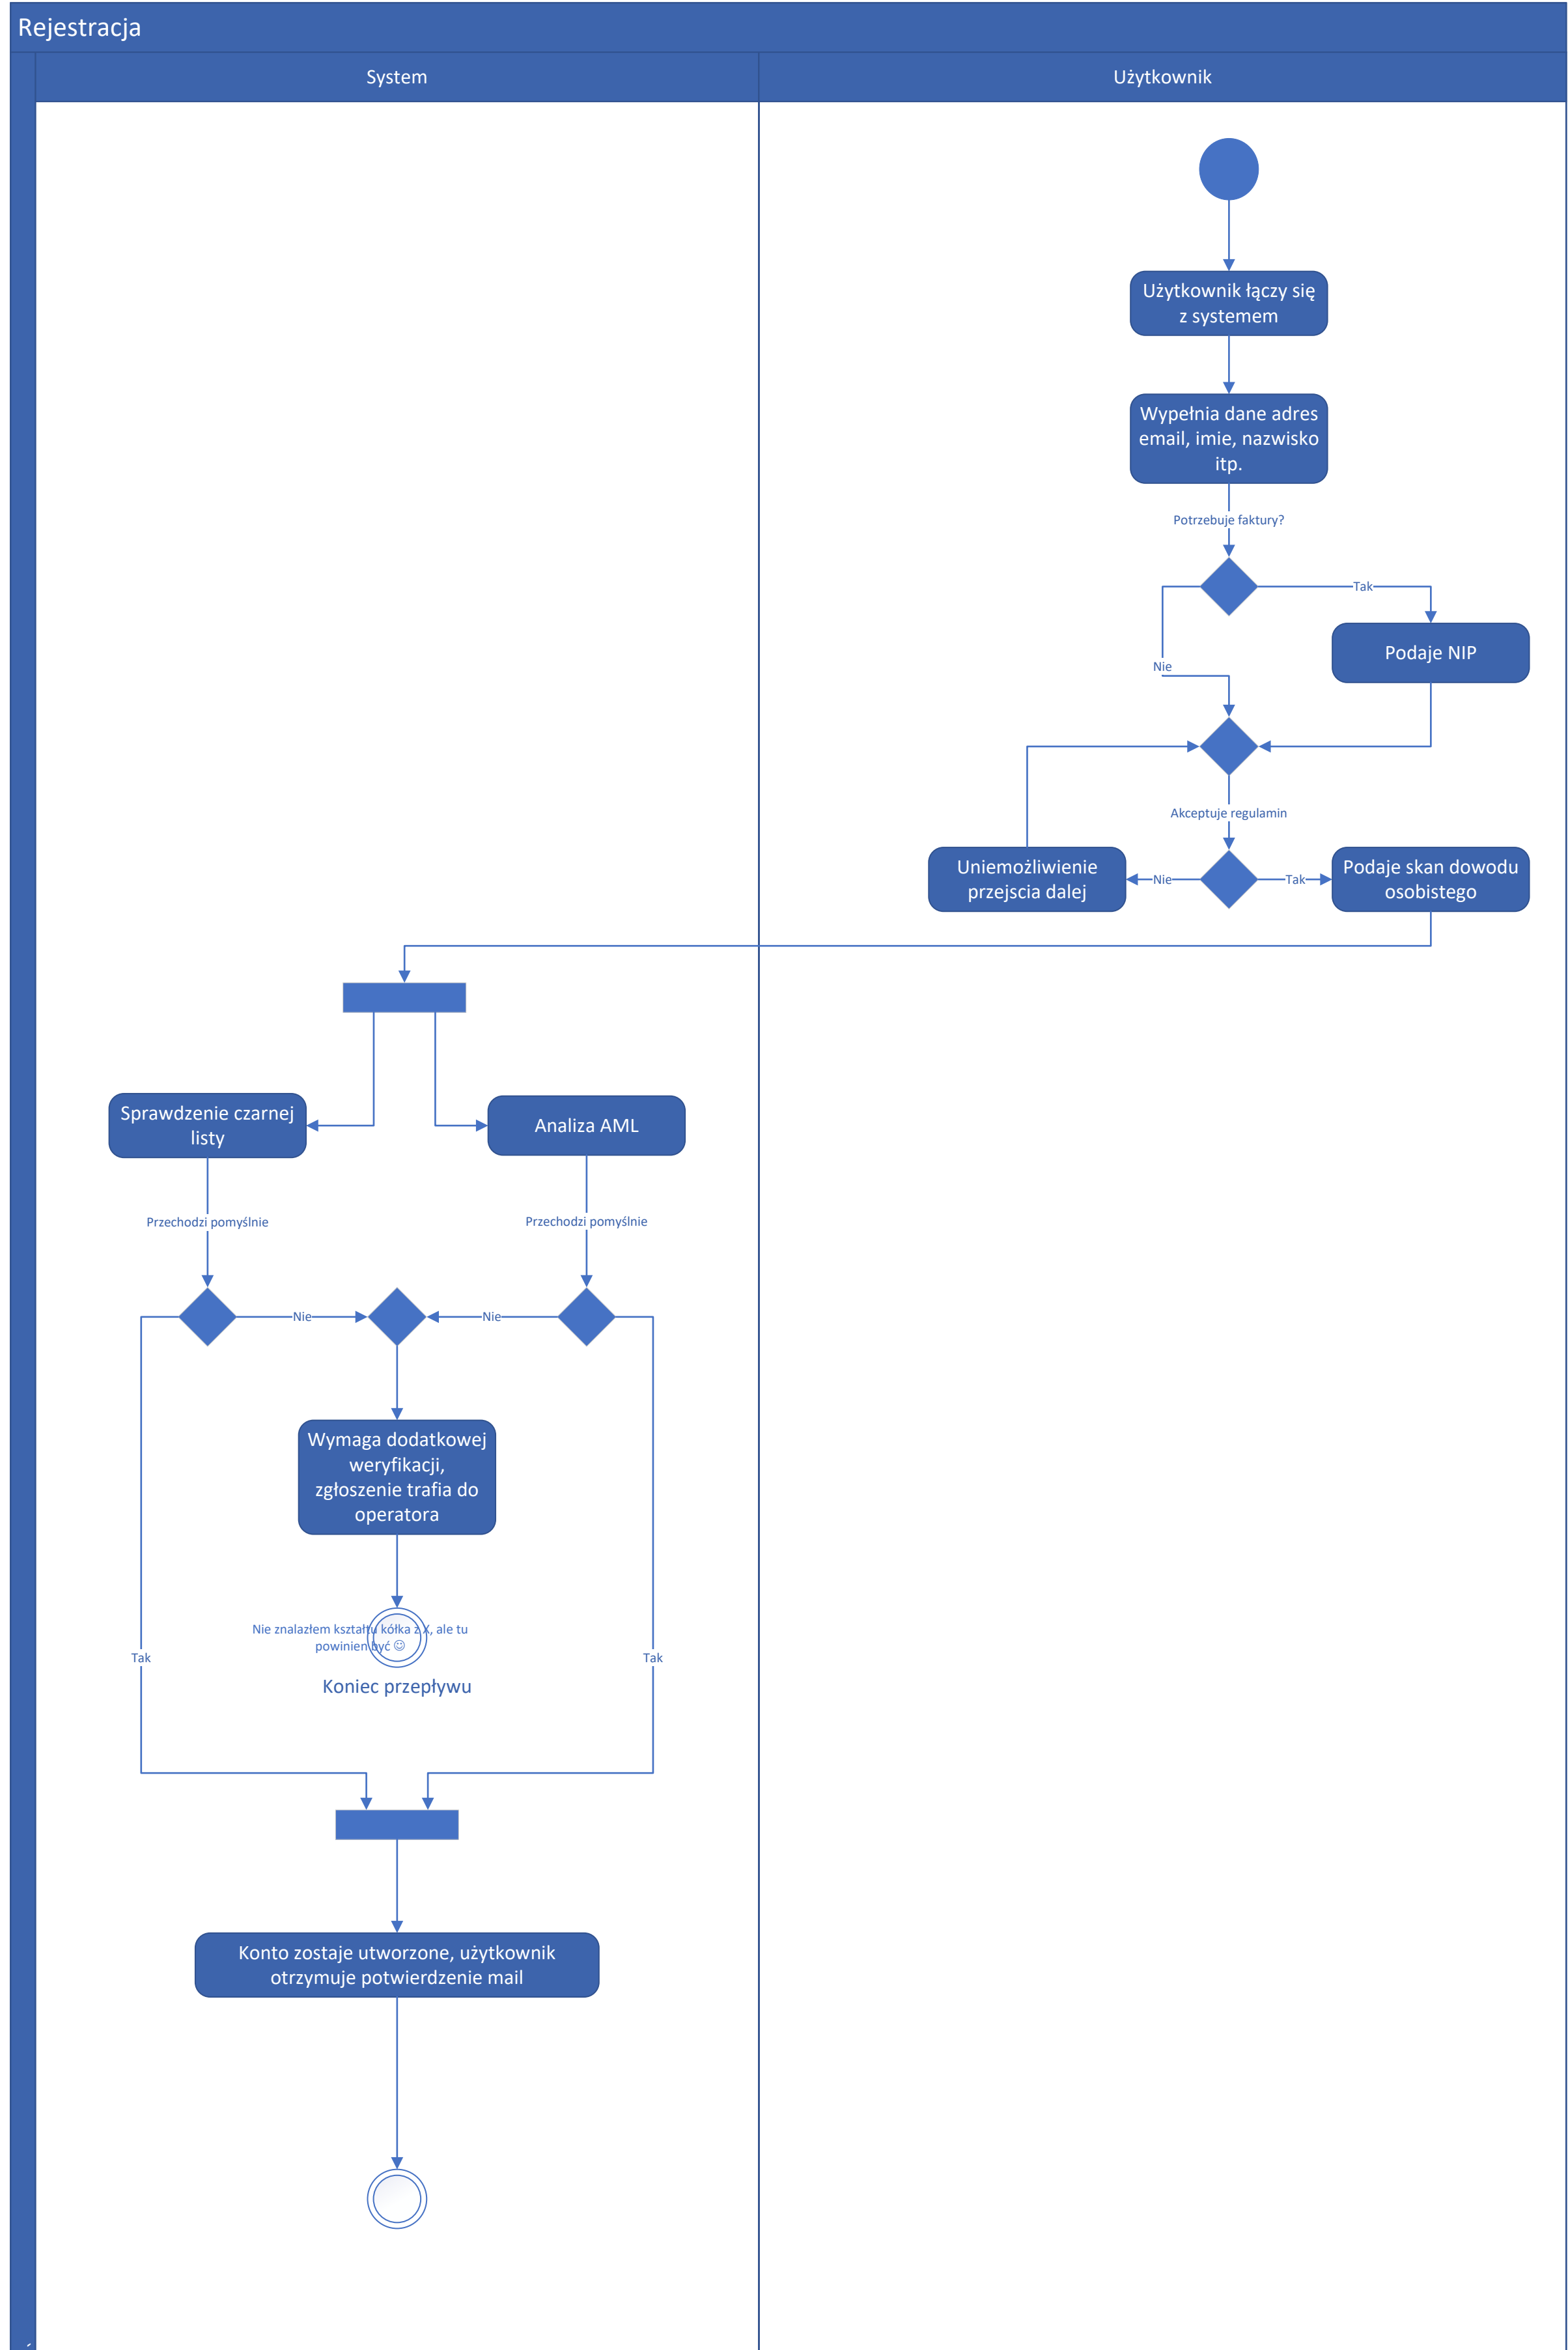 Rejestracja
System
Użytkownik
Użytkownik łączy się
z systemem
Wypełnia dane adres
email, imie, nazwisko
itp.
Potrzebuje faktury?
Tak
Podaje NIP
Nie
Akceptuje regulamin
Uniemożliwienie
przejscia dalej
Nie
Tak
Podaje skan dowodu
osobistego
Sprawdzenie czarnej
listy
Analiza AML
Przechodzi pomyślnie
Przechodzi pomyślnie
Nie
Nie
Wymaga dodatkowej
weryfikacji,
zgłoszenie trafia do
operatora
Nie znalazłem kształtu kółka z X, ale tu
powinien być ☺
Tak
Tak
Koniec przepływu
Konto zostaje utworzone, użytkownik
otrzymuje potwierdzenie mail